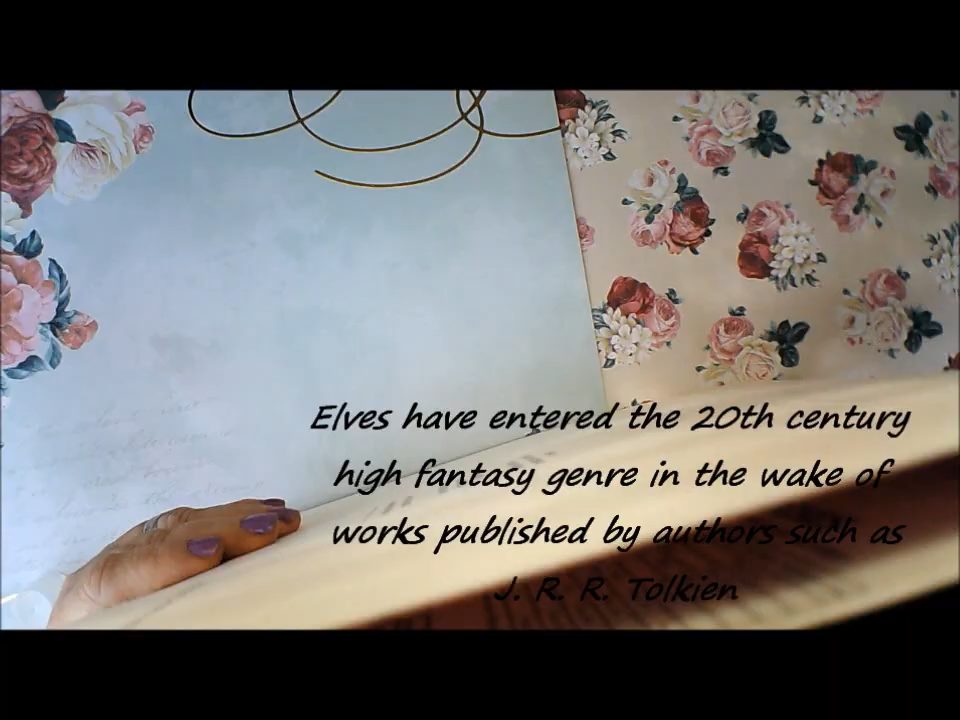 Elves have entered the 20th century
high fantasy genre in the wake of
works published by authors such as
J. R. R. Tolkien